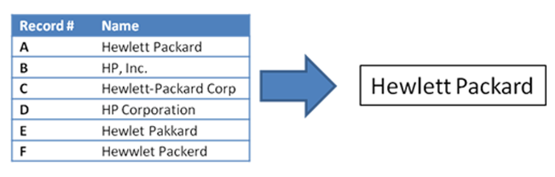 Record # Name
A Hewlett Packard
B HP, Inc.
C Hewlett-Packard Corp
D HP Corporation
E Hewlet Pakkard
F Hewwlet Packerd
Hewlett Packard